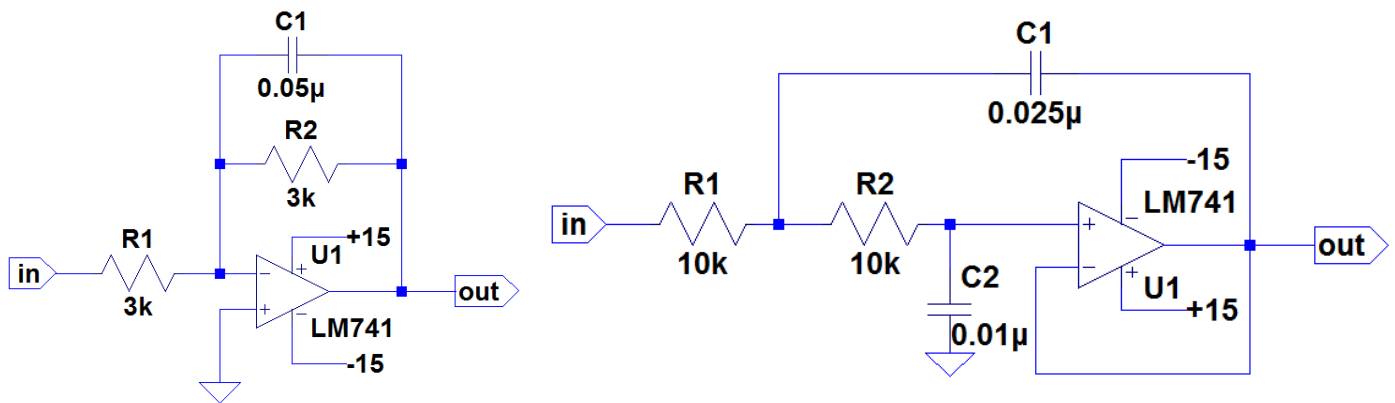 C1
0.05µ
R2
3k
R1
in
3k
+15
U1
-
+
+
-
LM741
-15
out
C1
0.025µ
R1
in
10k
R2
10k
C2
0.01µ
-15
LM741
+
-
-
+
U1
+15
out